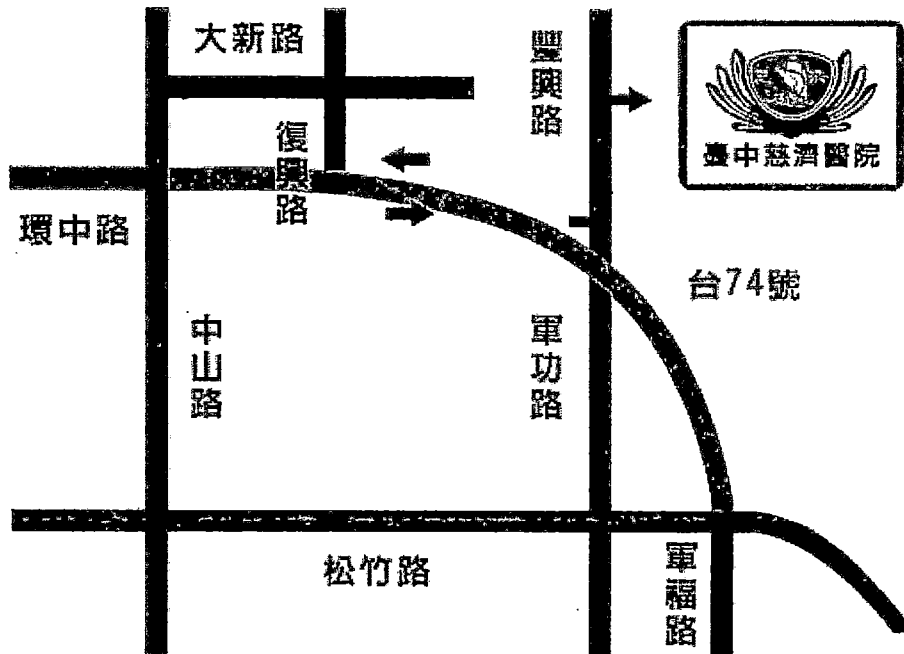 大新路
豐興路
臺中慈濟醫院
復興路
環中路
台74號
中山路
軍功路
松竹路
軍福路